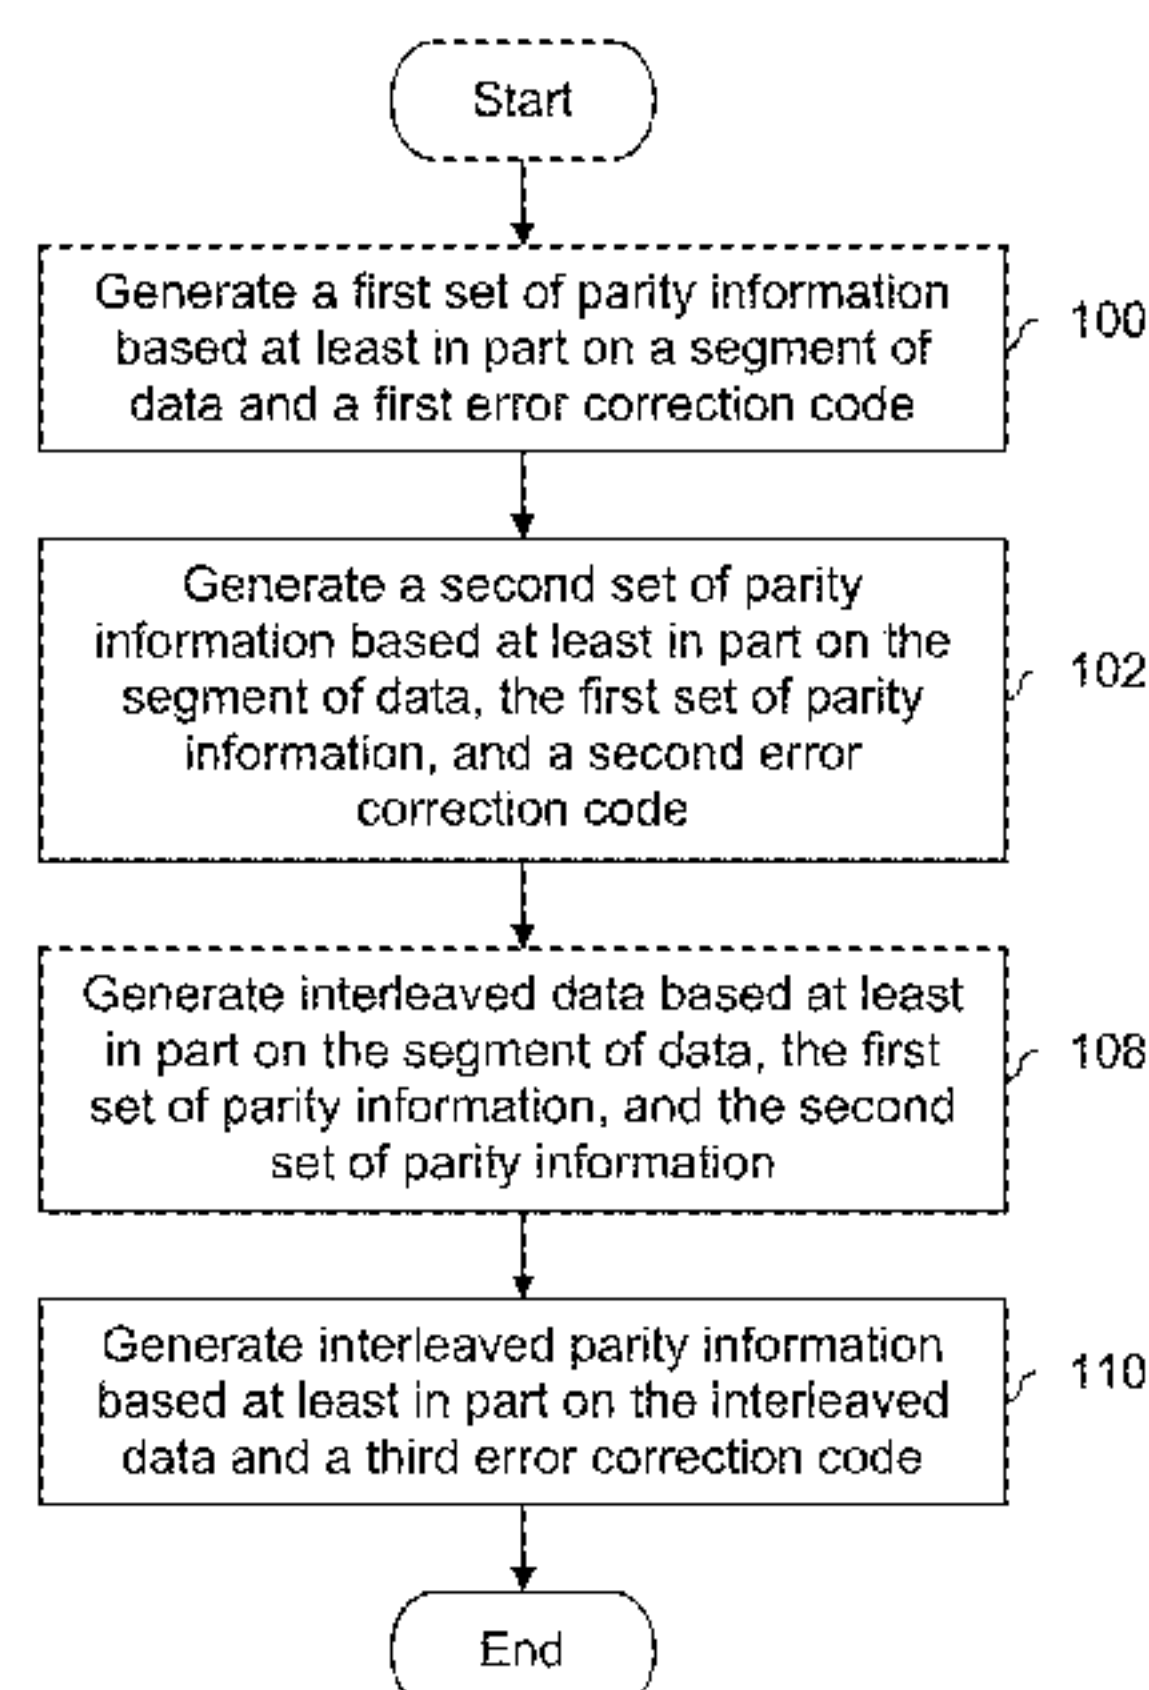 Start
Generate a first set of parity information
based at least in part on a segment of
data and a first error correction code
100
Generate a second set of parity
information based at least in part on the
segment of data, the first set of parity
information, and a second error
correction code
102
Generate interleaved data based at least
in part on the segment of data, the first
set of parity information, and the second
set of parity information
108
Generate interleaved parity information
based at least in part on the interleaved
data and a third error correction code
110
End